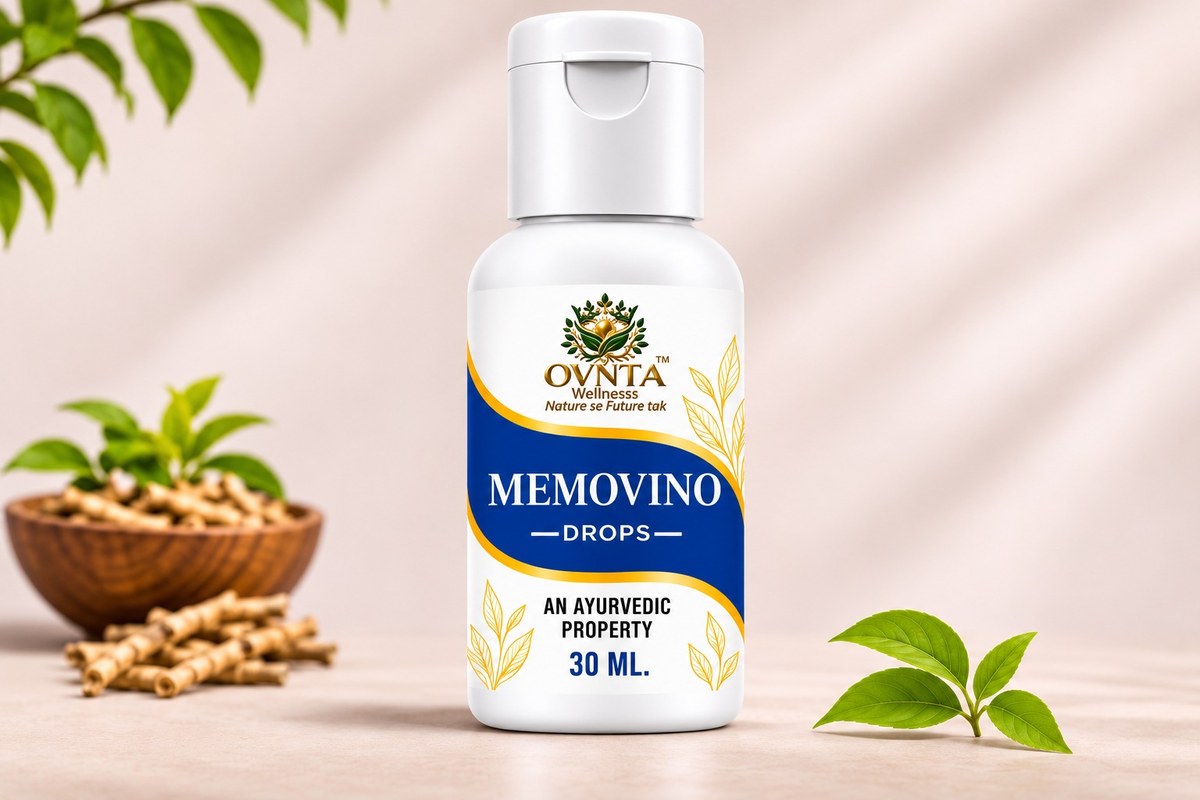 OVNTA™
Wellnesss
Nature se Future tak
MEMOVINO
—DROPS—
AN AYURVEDIC
PROPERTY
30 ML.